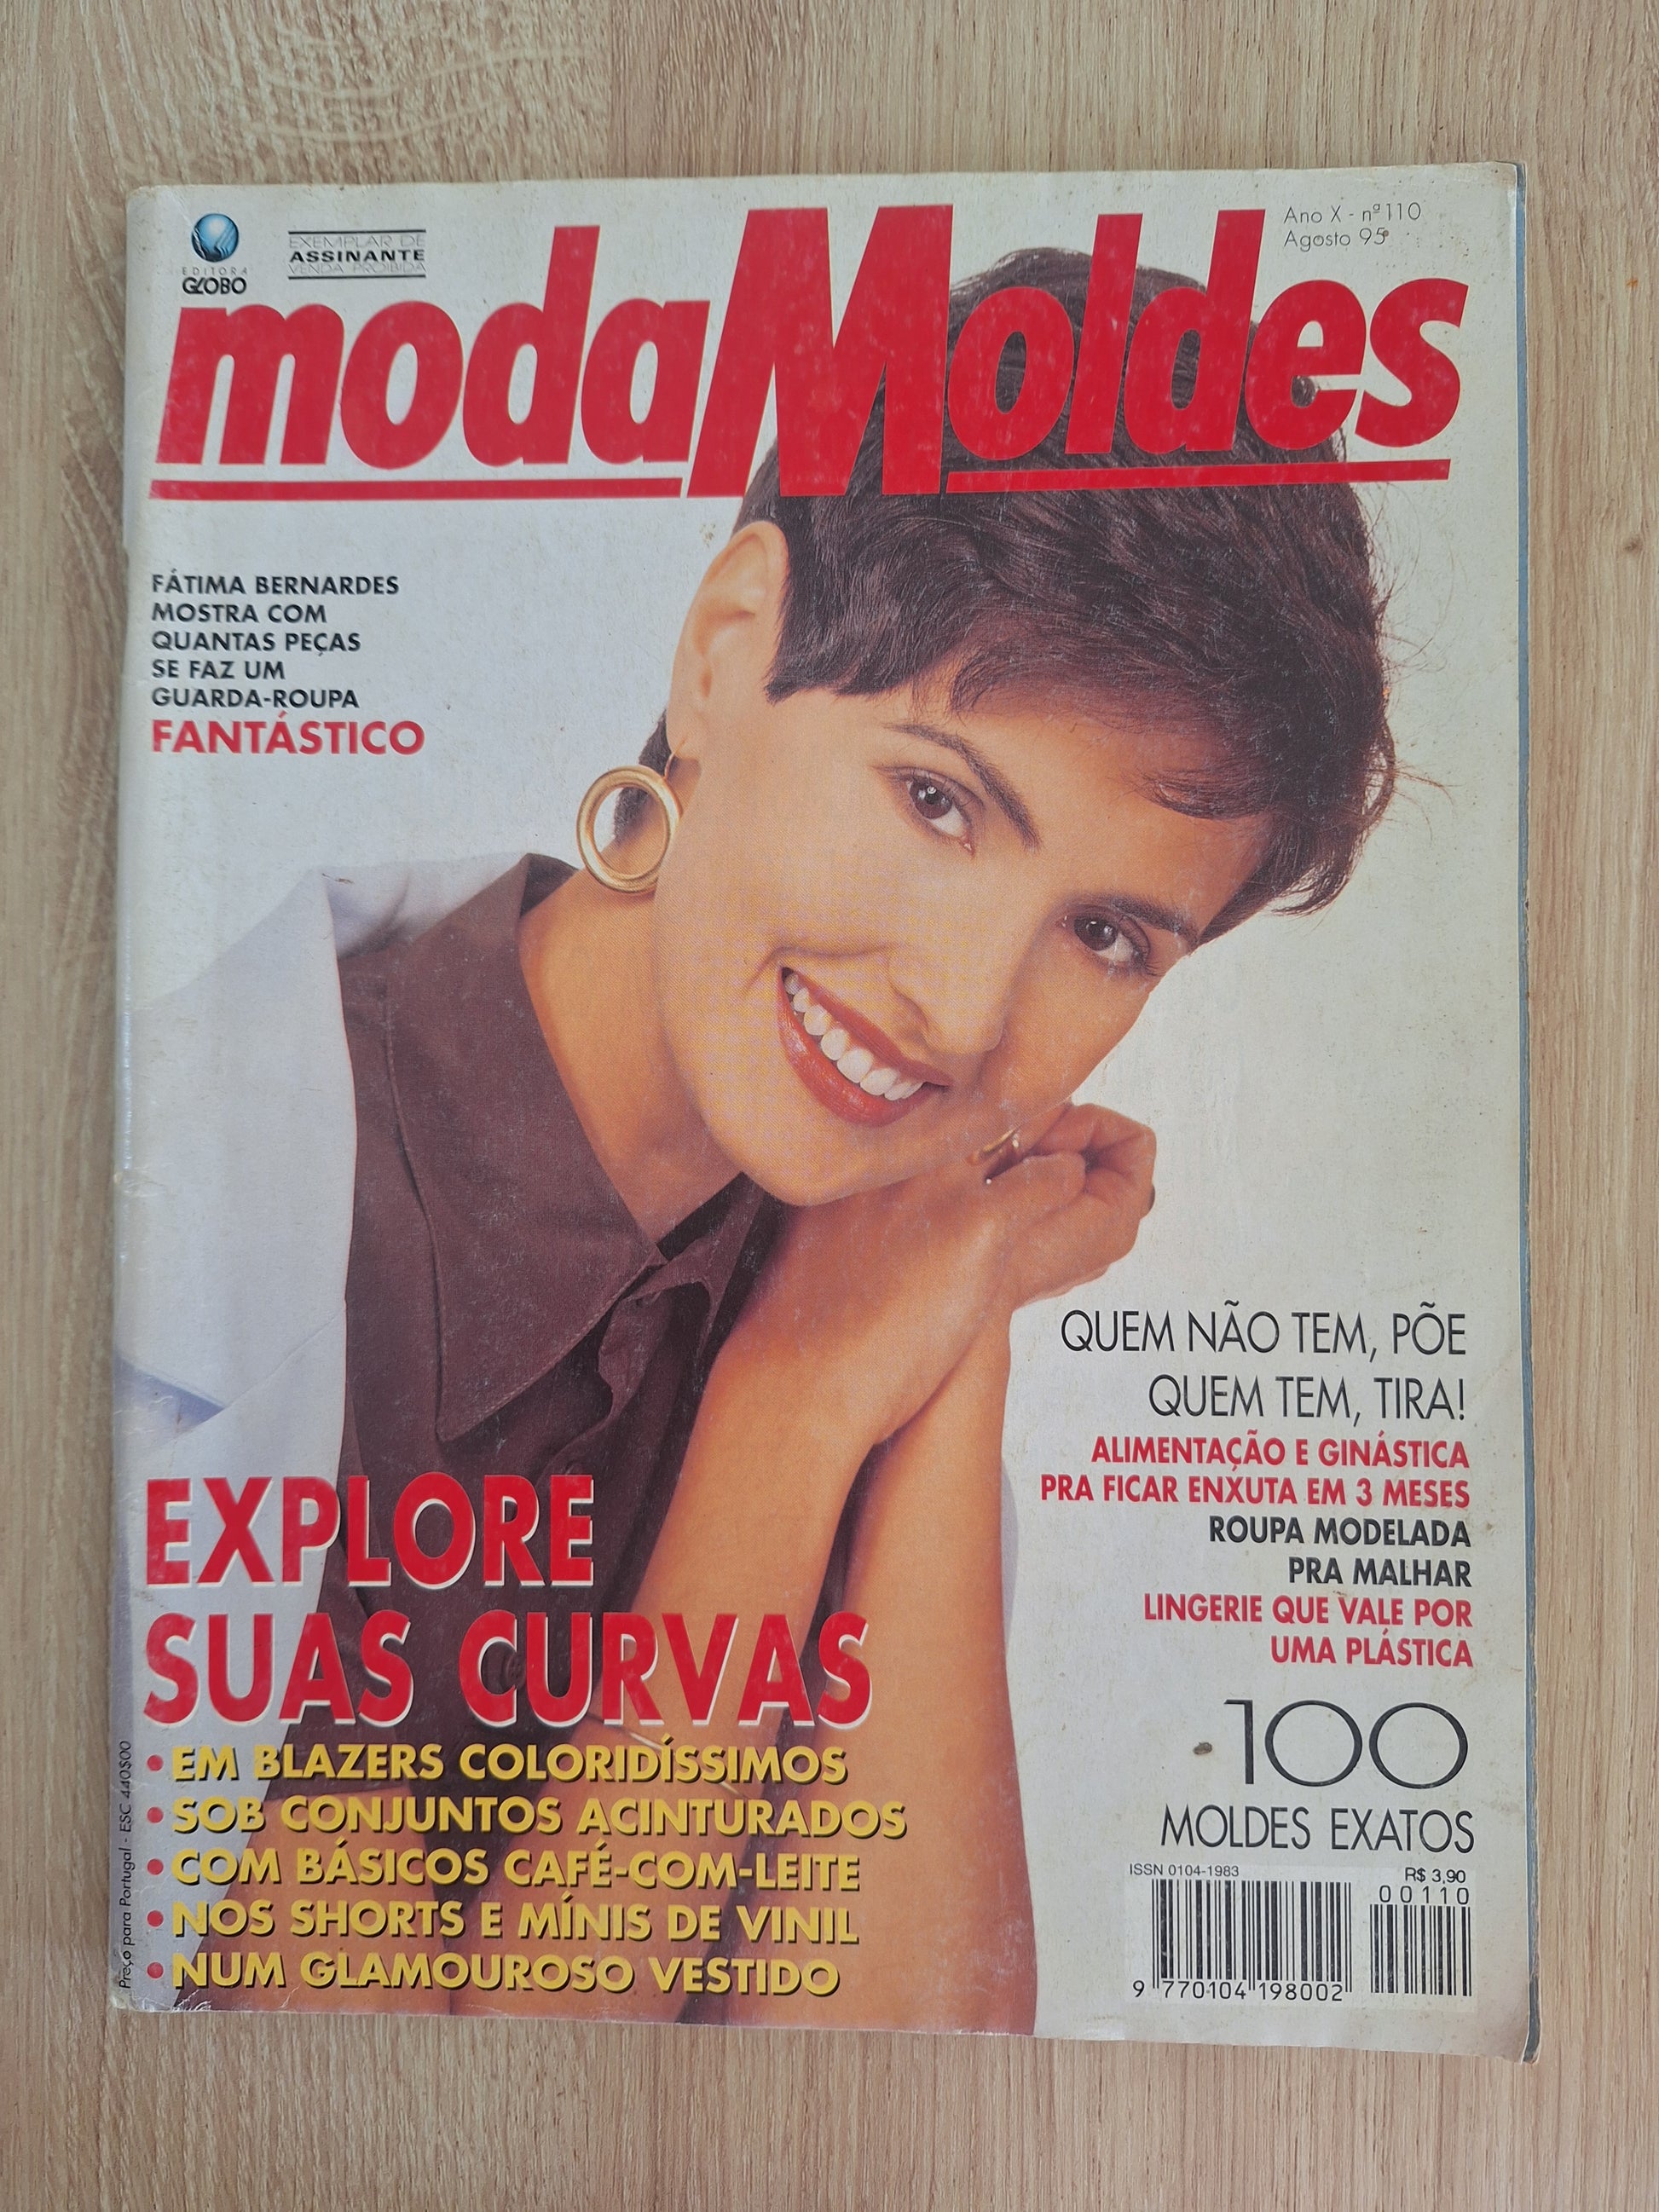 EDITORA
GLOBO
EXEMPLAR DE
ASSINANTE
VENDA PROIBIDA
Ano X - nº 110
Agosto 95
modaMoldes
FÁTIMA BERNARDES
MOSTRA COM
QUANTAS PEÇAS
SE FAZ UM
GUARDA-ROUPA
FANTÁSTICO
QUEM NÃO TEM, PÕE
QUEM TEM, TIRA!
ALIMENTAÇÃO E GINÁSTICA
PRA FICAR ENXUTA EM 3 MESES
ROUPA MODELADA
PRA MALHAR
LINGERIE QUE VALE POR
UMA PLÁSTICA
EXPLORE
SUAS CURVAS
• EM BLAZERS COLORIDÍSSIMOS
• SOB CONJUNTOS ACINTURADOS
• COM BÁSICOS CAFÉ-COM-LEITE
• NOS SHORTS E MÍNIS DE VINIL
• NUM GLAMOUROSO VESTIDO
Preço para Portugal - ESC 440$00
100
MOLDES EXATOS
ISSN 0104-1983
R$ 3,90
00110
9 770104 198002